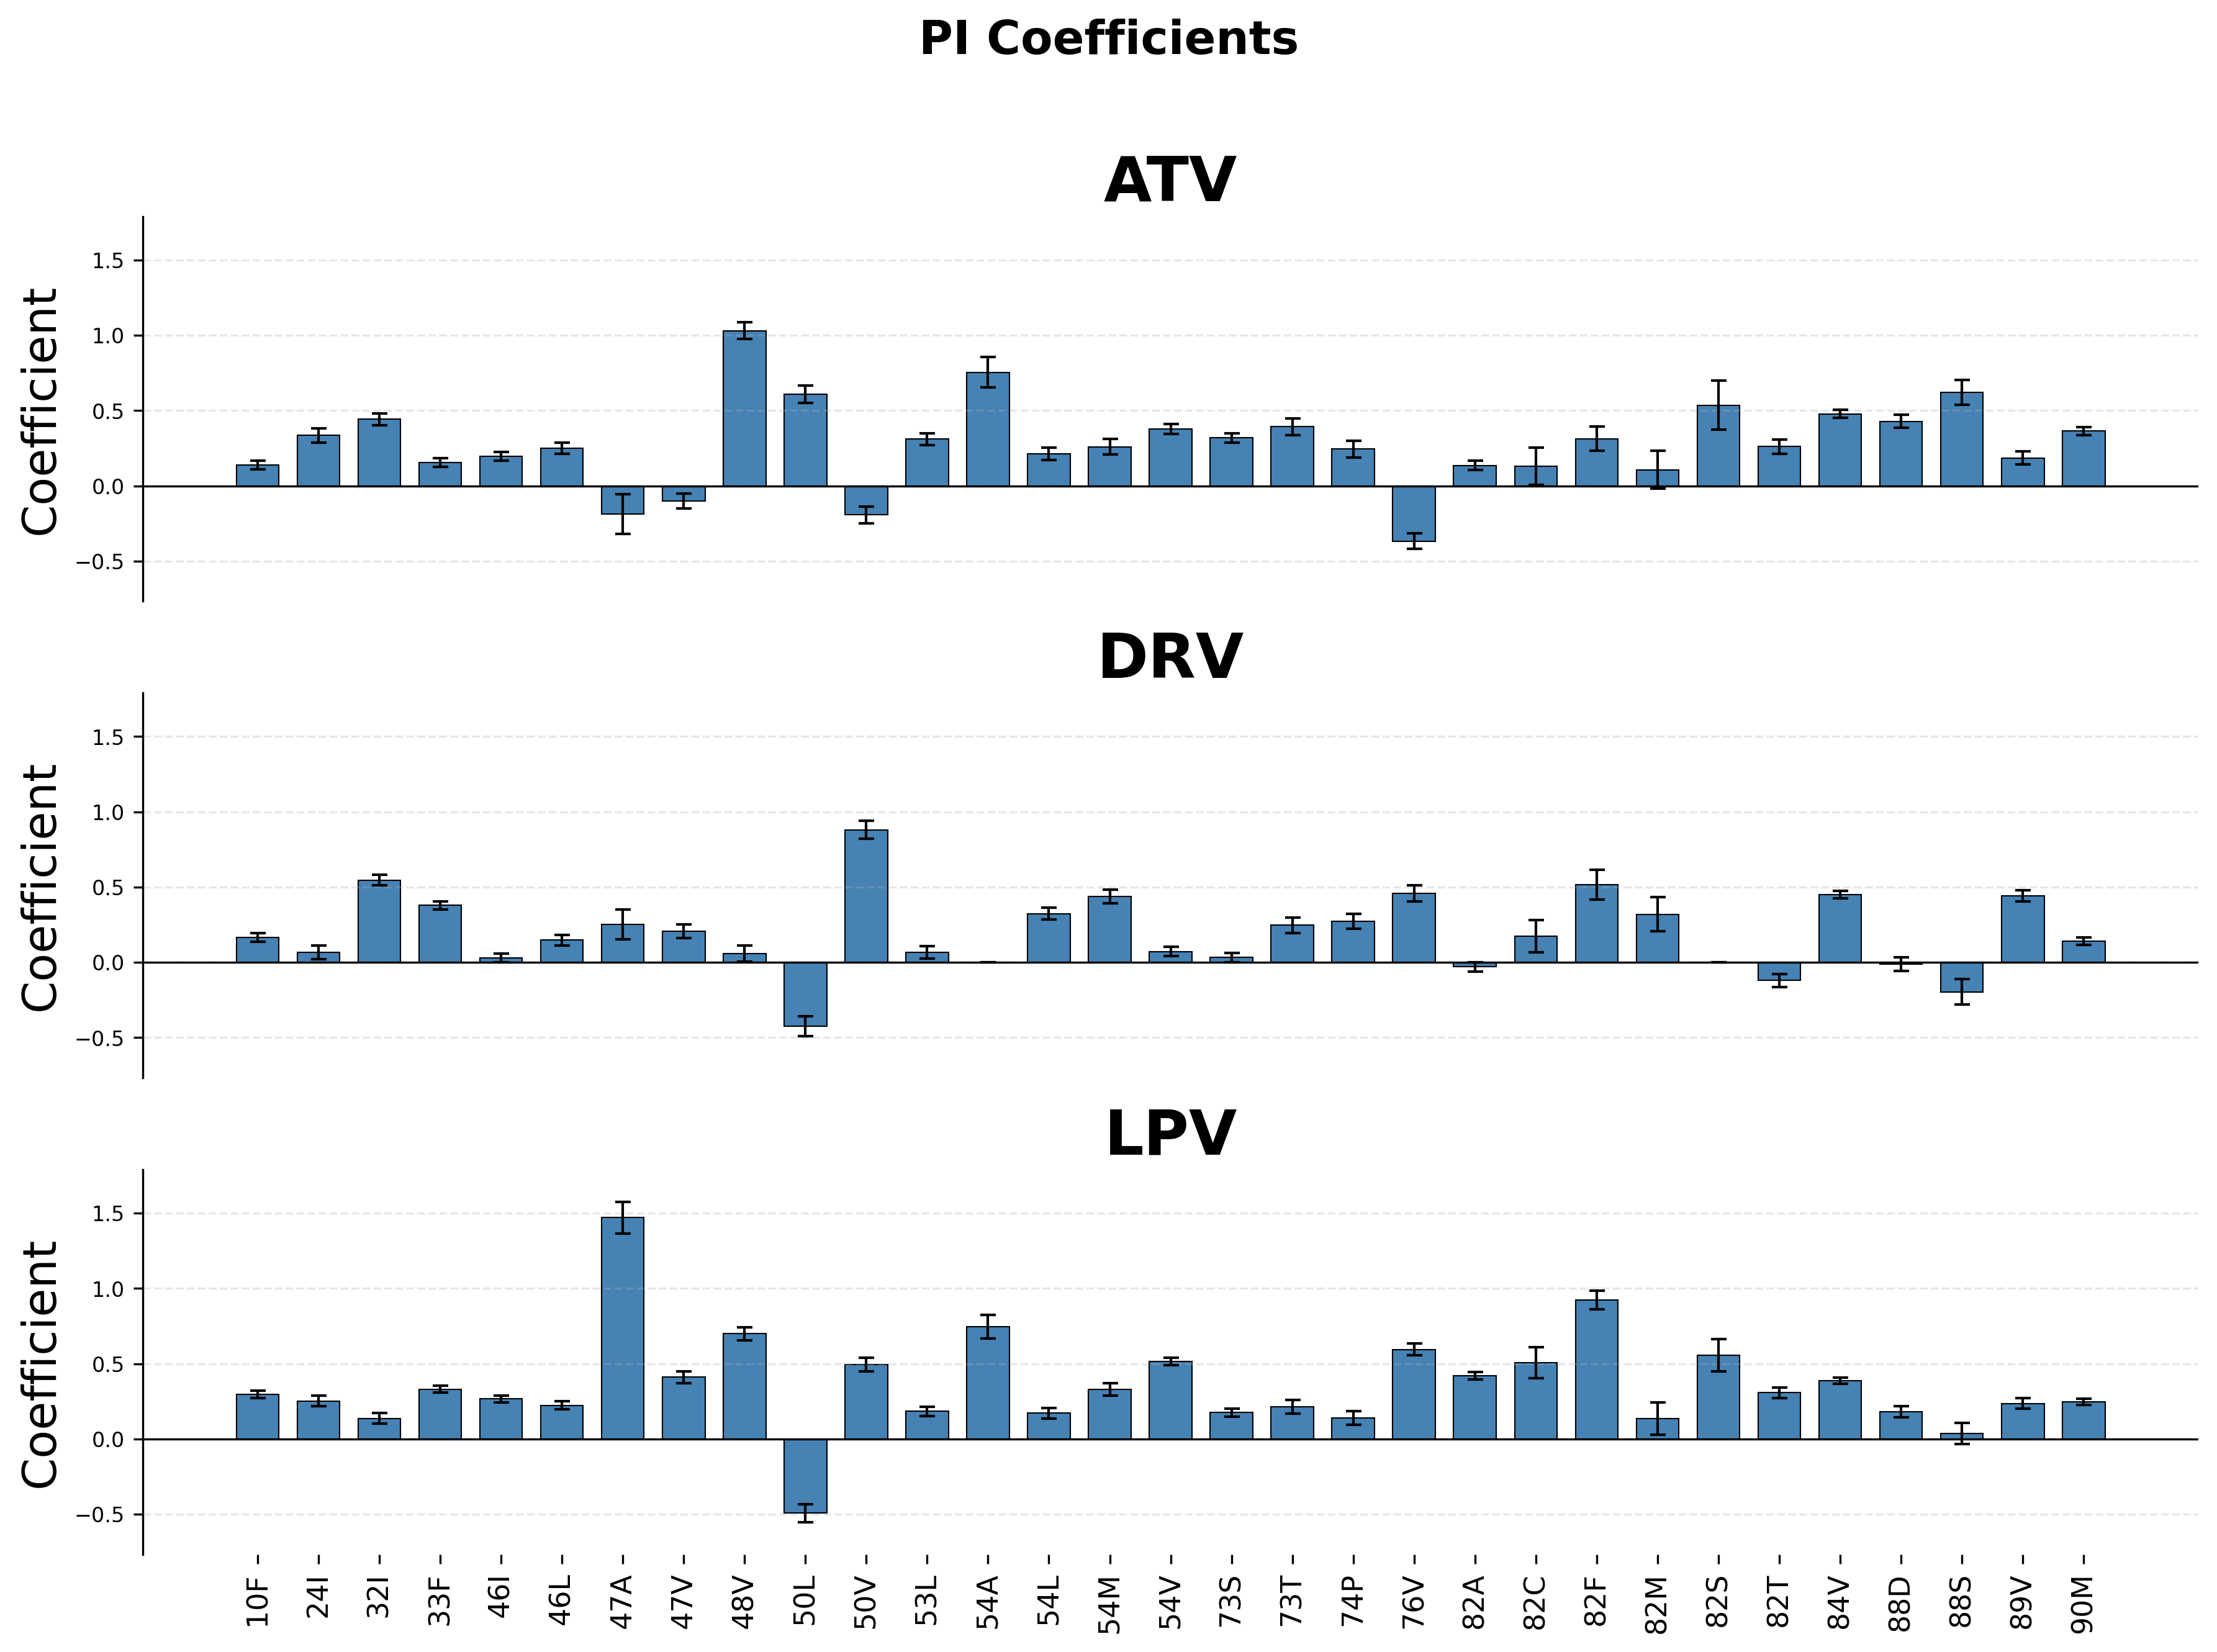 PI Coefficients
ATV
Coefficient
1.5
1.0
0.5
0.0
−0.5
DRV
Coefficient
1.5
1.0
0.5
0.0
−0.5
LPV
Coefficient
1.5
1.0
0.5
0.0
−0.5
10F 24I 32I 33F 46I 46L 47A 47V 48V 50L 50V 53L 54A 54L 54M 54V 73S 73T 74P 76V 82A 82C 82F 82M 82S 82T 84V 88D 88S 89V 90M